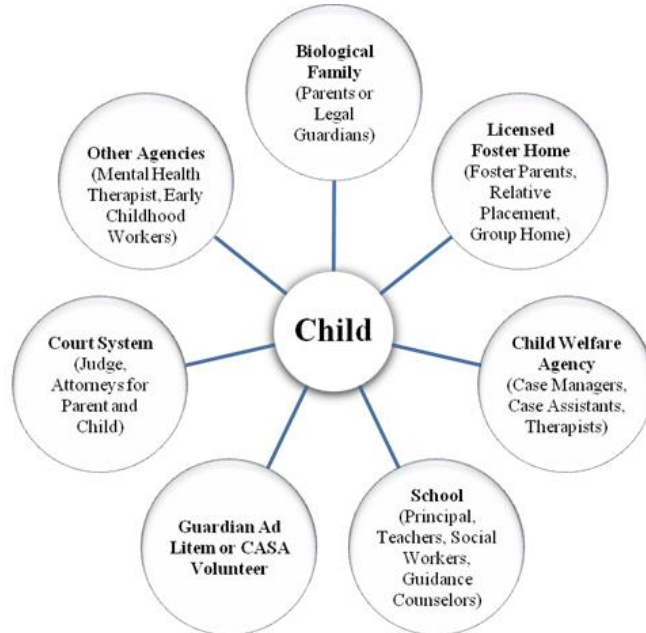 Biological
Family
(Parents or
Legal
Guardians)
Licensed
Foster Home
(Foster Parents,
Relative
Placement,
Group Home)
Other Agencies
(Mental Health
Therapist, Early
Childhood
Workers)
Child
Court System
(Judge,
Attorneys for
Parent and
Child)
Child Welfare
Agency
(Case Managers,
Case Assistants,
Therapists)
Guardian Ad
Litem or CASA
Volunteer
School
(Principal,
Teachers, Social
Workers,
Guidance
Counselors)